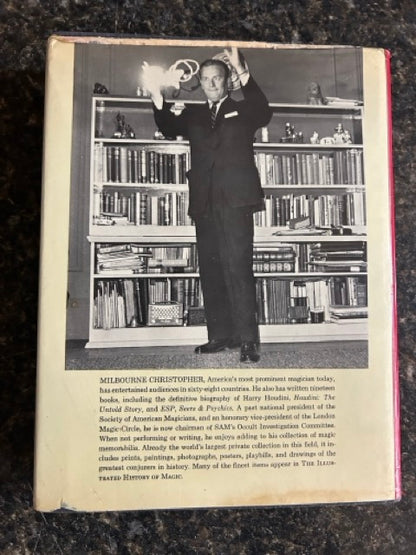 MILBOURNE CHRISTOPHER, America's most prominent magician today,
has entertained audiences in sixty-eight countries. He also has written nineteen
books, including the definitive biography of Harry Houdini, Houdini: The
Untold Story, and ESP, Seers & Psychics. A past national president of the
Society of American Magicians, and an honorary vice-president of the London
Magic Circle, he is now chairman of SAM's Occult Investigation Committee.
When not performing or writing, he enjoys adding to his collection of magic
memorabilia. Already the world's largest private collection in this field, it in-
cludes prints, paintings, photographs, posters, playbills, and drawings of the
greatest conjurers in history. Many of the finest items appear in THE ILLUS-
TRATED HISTORY OF MAGIC.